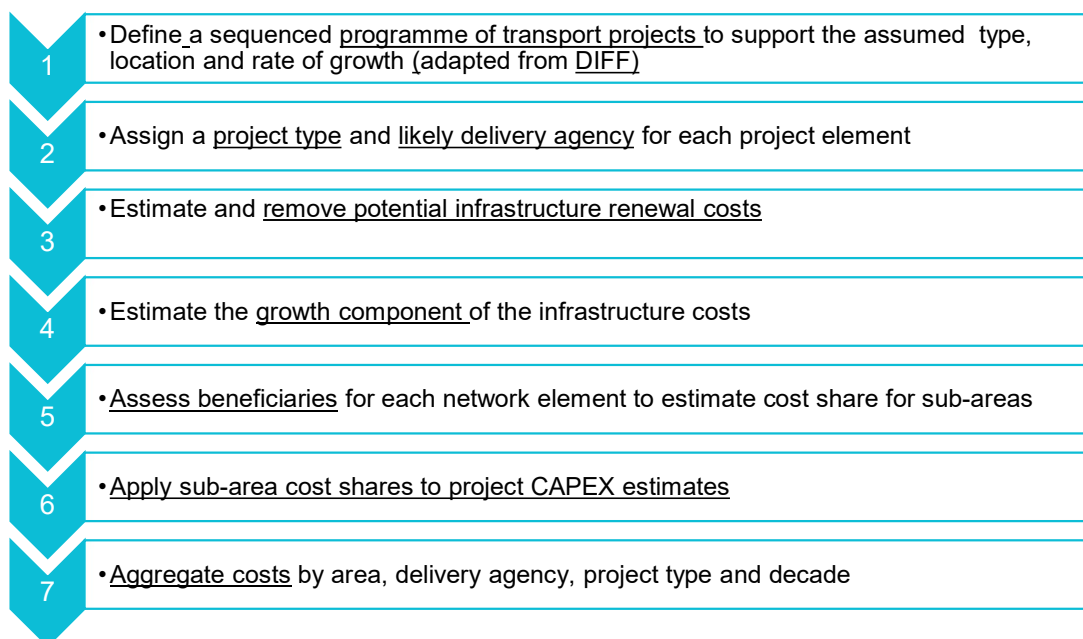 1
•Define a sequenced programme of transport projects to support the assumed type,
location and rate of growth (adapted from DIFF)
2
•Assign a project type and likely delivery agency for each project element
3
•Estimate and remove potential infrastructure renewal costs
4
•Estimate the growth component of the infrastructure costs
5
•Assess beneficiaries for each network element to estimate cost share for sub-areas
6
•Apply sub-area cost shares to project CAPEX estimates
7
•Aggregate costs by area, delivery agency, project type and decade